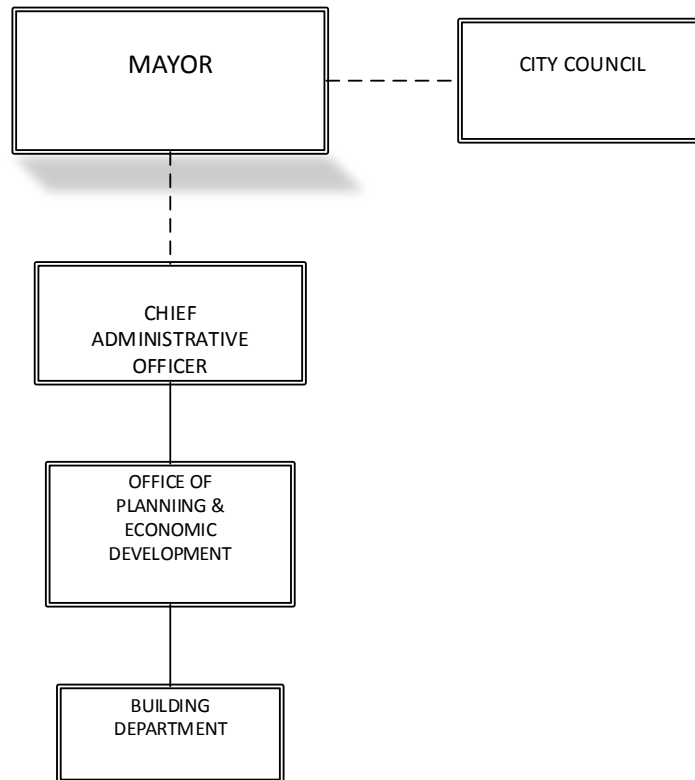 MAYOR
CITY COUNCIL
CHIEF
ADMINISTRATIVE
OFFICER
OFFICE OF
PLANNIING &
ECONOMIC
DEVELOPMENT
BUILDING
DEPARTMENT